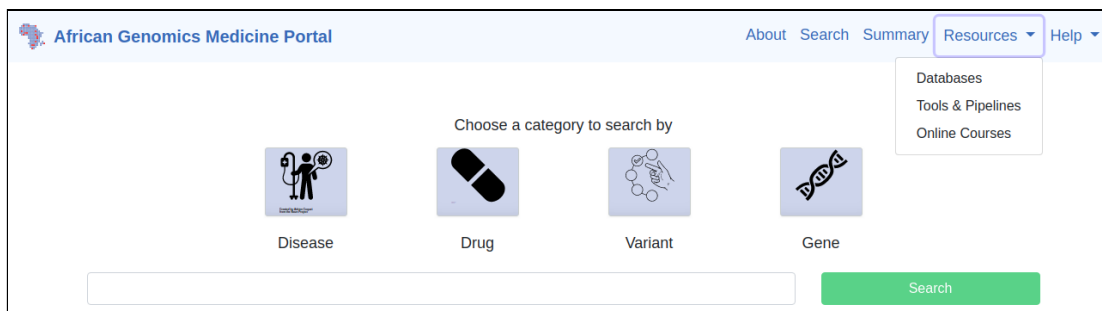 African Genomics Medicine Portal
About Search Summary Resources Help
Databases
Tools & Pipelines
Online Courses
Choose a category to search by
Disease Drug Variant Gene
Search